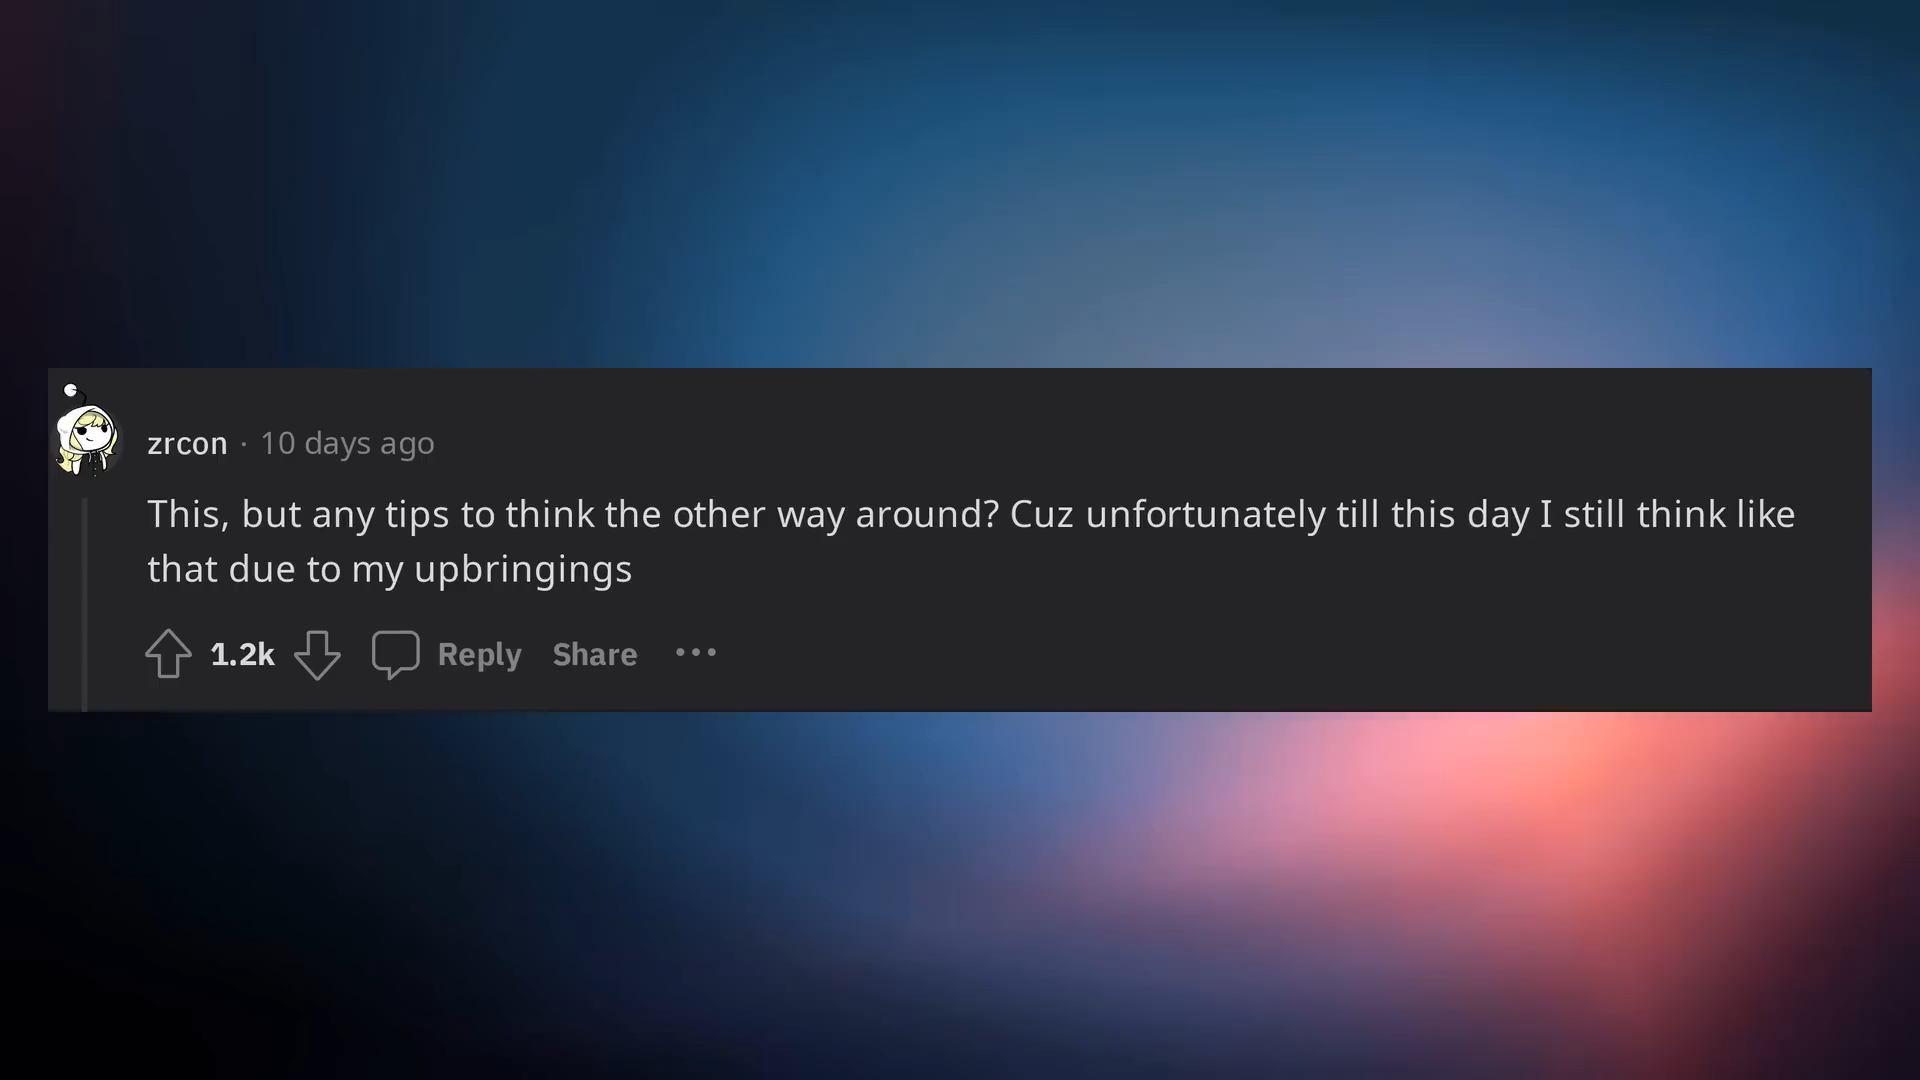 zrcon · 10 days ago
This, but any tips to think the other way around? Cuz unfortunately till this day I still think like
that due to my upbringings
1.2k Reply Share •••